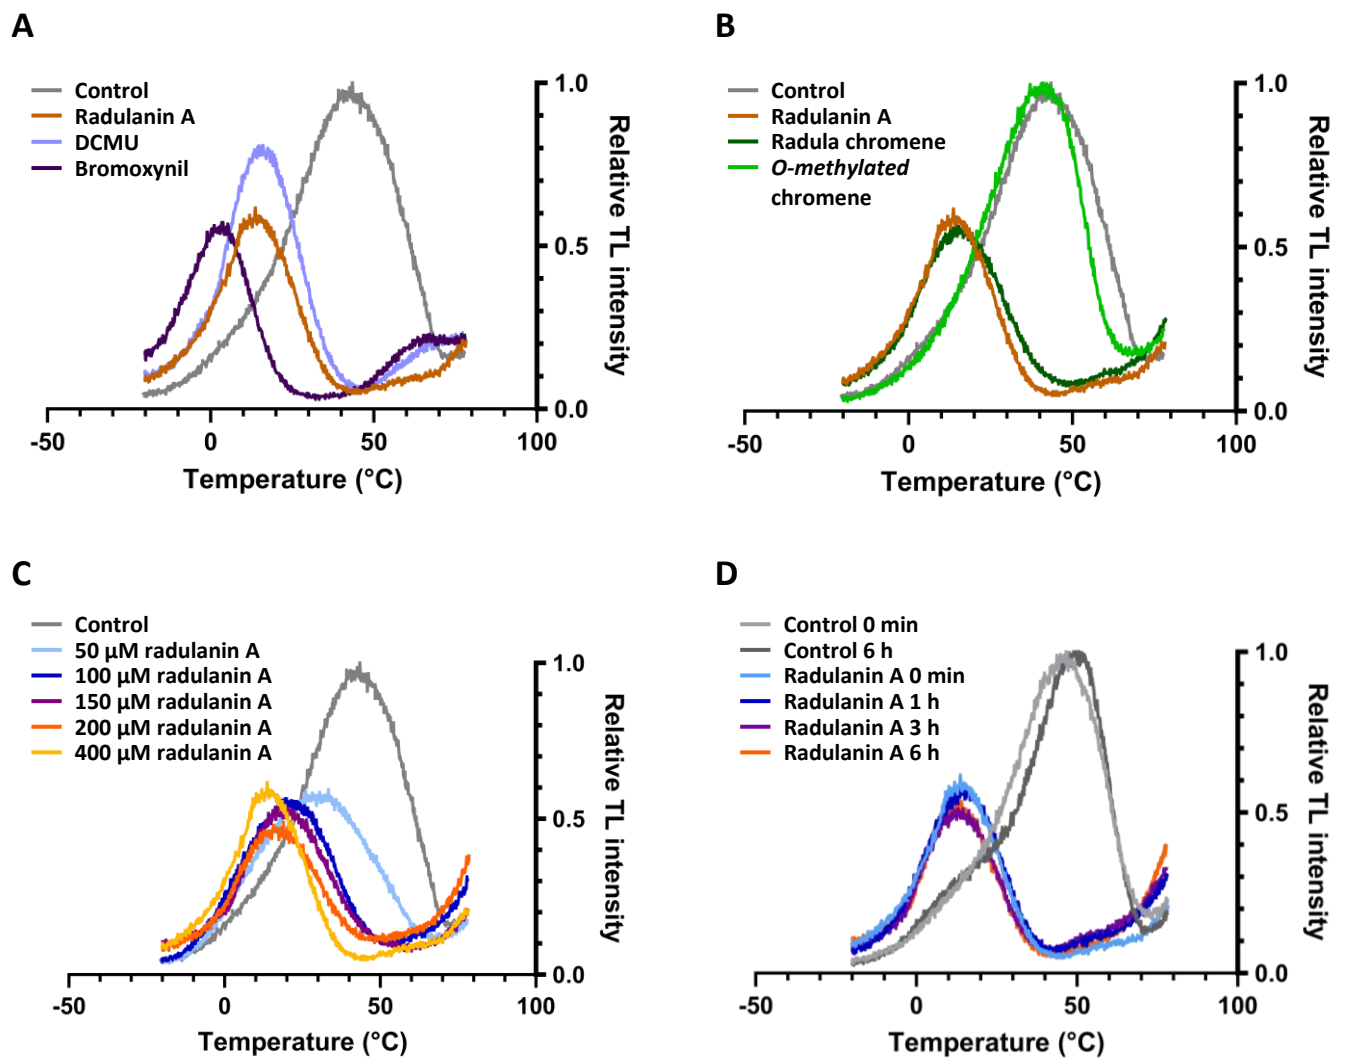 A
Control
Radulanin A
DCMU
Bromoxynil
1.0
0.5
0.0
Relative TL intensity
-50
0
50
100
Temperature (°C)
B
Control
Radulanin A
Radula chromene
O-methylated
chromene
1.0
0.5
0.0
Relative TL intensity
-50
0
50
100
Temperature (°C)
C
Control
50 µM radulanin A
100 µM radulanin A
150 µM radulanin A
200 µM radulanin A
400 µM radulanin A
1.0
0.5
0.0
Relative TL intensity
-50
0
50
100
Temperature (°C)
D
Control 0 min
Control 6 h
Radulanin A 0 min
Radulanin A 1 h
Radulanin A 3 h
Radulanin A 6 h
1.0
0.5
0.0
Relative TL intensity
-50
0
50
100
Temperature (°C)